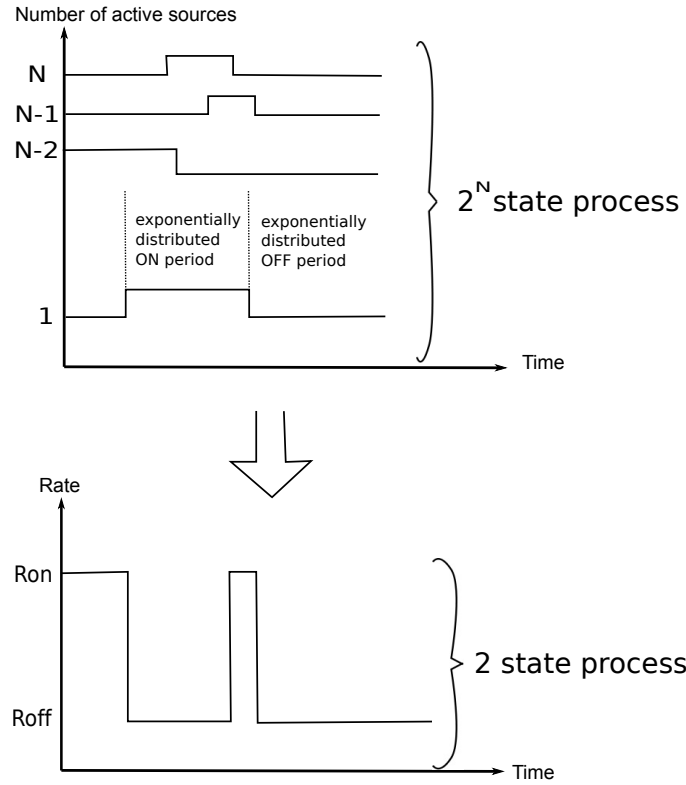 Number of active sources
N
N-1
N-2
2^N state process
exponentially
distributed
ON period
exponentially
distributed
OFF period
1
Time
Rate
Ron
2 state process
Roff
Time